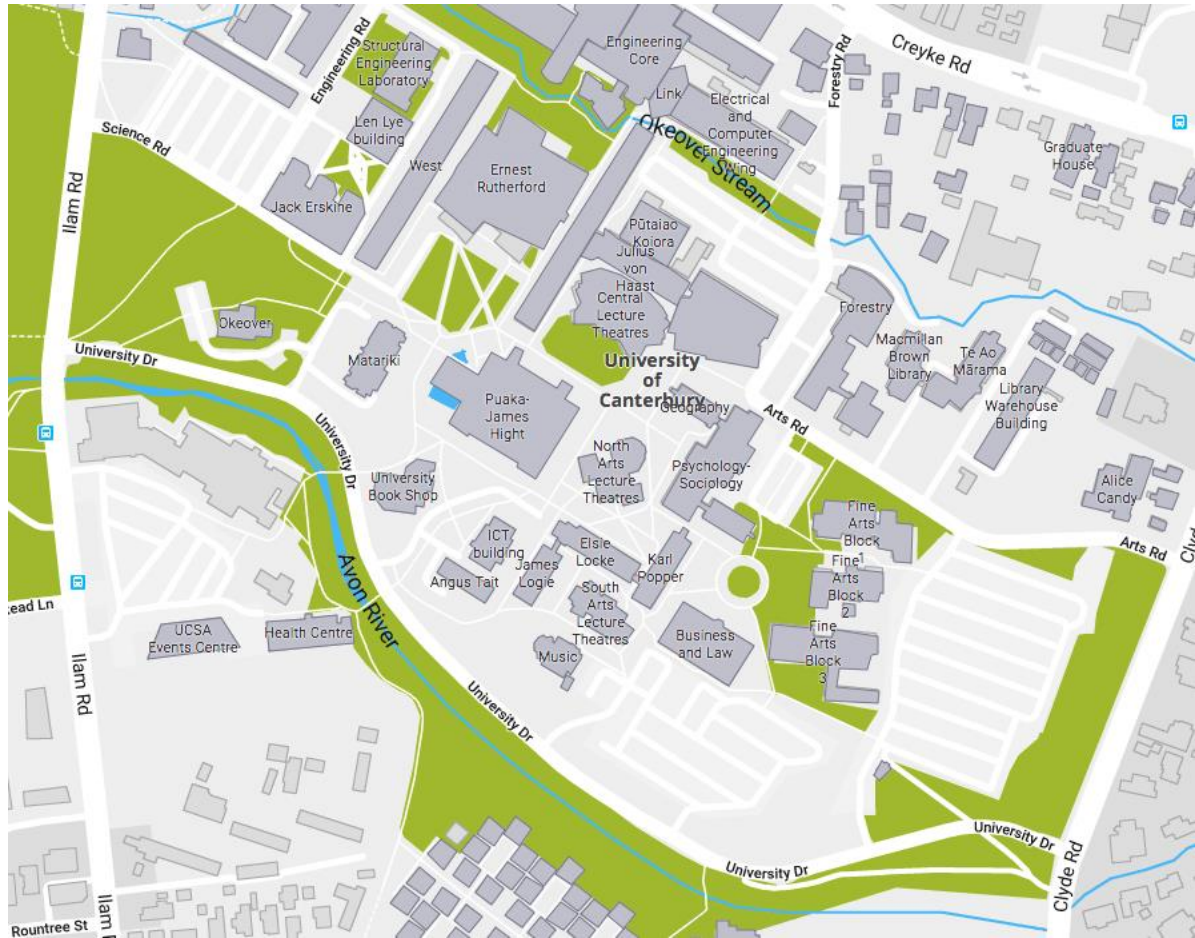 Engineering Rd
Structural
Engineering
Laboratory
Engineering
Core
Forestry Rd
Creyke Rd
Link
Electrical
and
Computer
Engineering
Wing
Okeover Stream
Len Lye
building
Science Rd
West
Ernest
Rutherford
Graduate
House
Ilam Rd
Jack Erskine
Pūtaiao
Koiora
Julius
von
Haast
Central
Lecture
Theatres
Forestry
Okeover
University Dr
Matariki
University
of
Canterbury
Macmillan
Brown
Library
Te Ao
Mārama
Library
Warehouse
Building
Puaka-
James
Hight
Geography
Arts Rd
University Dr
North
Arts
Lecture
Theatres
Psychology-
Sociology
University
Book Shop
Alice
Candy
Fine
Arts
Block
1
ICT
building
Elsie
Locke
Karl
Popper
Arts Rd
Clyd
Angus Tait
James
Logie
Fine
Arts
Block
2
Avon River
South
Arts
Lecture
Theatres
ead Ln
UCSA
Events Centre
Health Centre
Business
and Law
Fine
Arts
Block
3
Music
Ilam Rd
University Dr
University Dr
University Dr
Clyde Rd
Ilam R
Rountree St